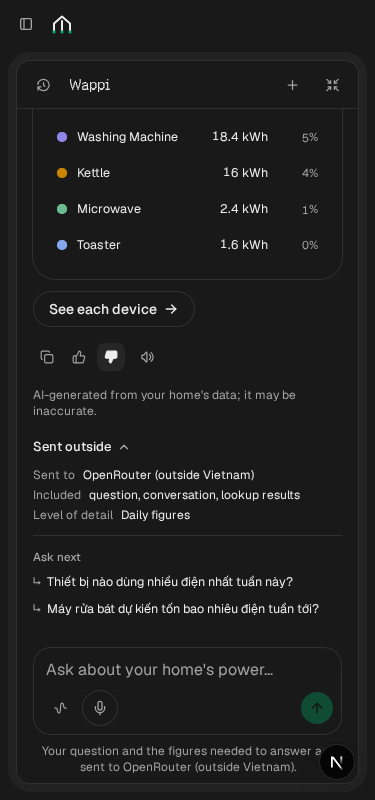 Wappi
Washing Machine 18.4 kWh 5%
Kettle 16 kWh 4%
Microwave 2.4 kWh 1%
Toaster 1.6 kWh 0%
See each device →
AI-generated from your home's data; it may be
inaccurate.
Sent outside
Sent to OpenRouter (outside Vietnam)
Included question, conversation, lookup results
Level of detail Daily figures
Ask next
↳ Thiết bị nào dùng nhiều điện nhất tuần này?
↳ Máy rửa bát dự kiến tốn bao nhiêu điện tuần tới?
Ask about your home's power...
Your question and the figures needed to answer a
sent to OpenRouter (outside Vietnam).
N